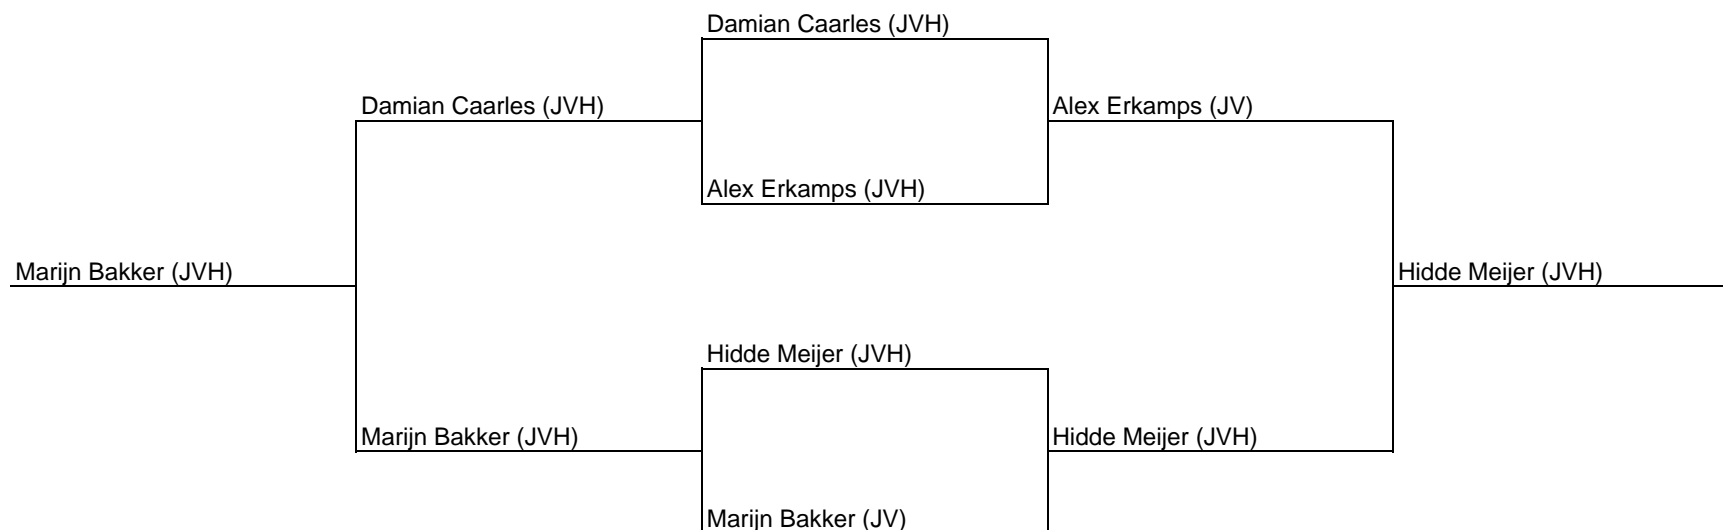 Damian Caarles (JVH)
Damian Caarles (JVH)
Alex Erkamps (JV)
Alex Erkamps (JVH)
Marijn Bakker (JVH)
Hidde Meijer (JVH)
Hidde Meijer (JVH)
Marijn Bakker (JVH)
Hidde Meijer (JVH)
Marijn Bakker (JV)